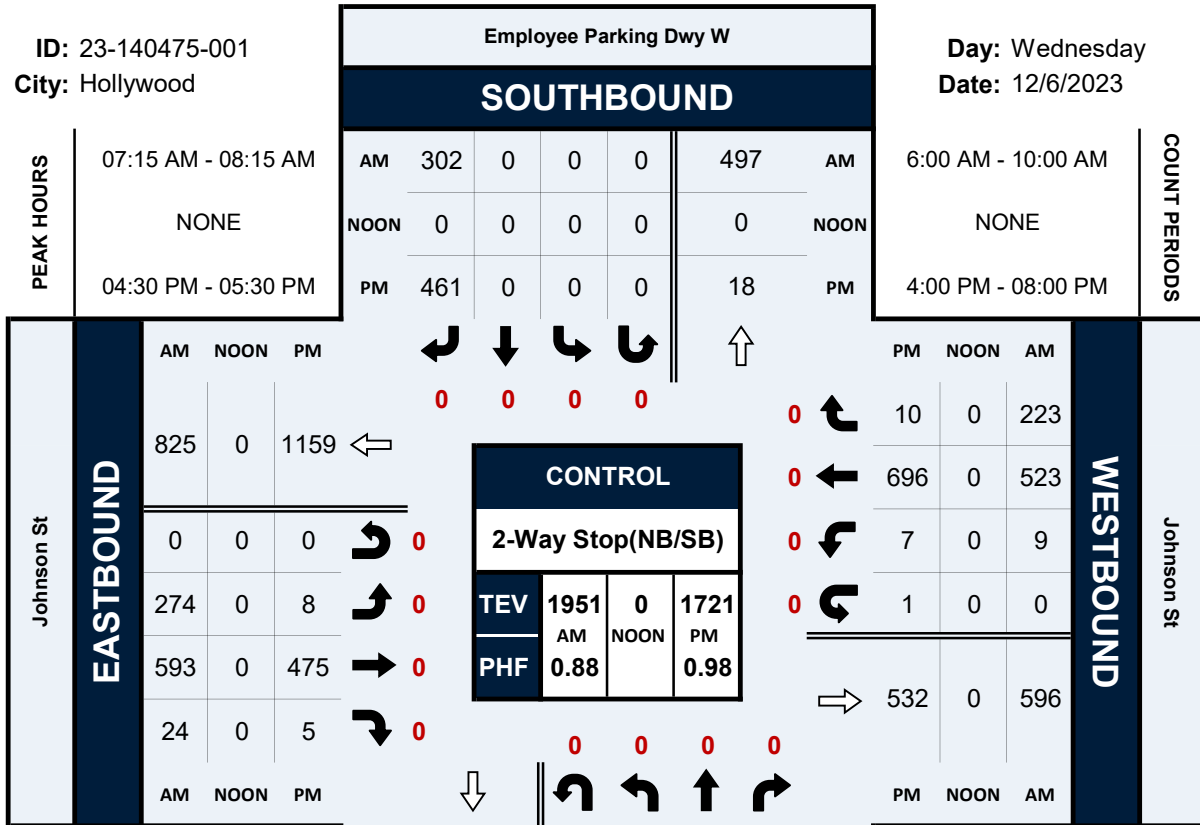 ID: 23-140475-001
City: Hollywood
Employee Parking Dwy W
SOUTHBOUND
Day: Wednesday
Date: 12/6/2023
PEAK HOURS
07:15 AM - 08:15 AM
NONE
04:30 PM - 05:30 PM
AM 302 0 0 0 497 AM
NOON 0 0 0 0 0 NOON
PM 461 0 0 0 18 PM
6:00 AM - 10:00 AM
NONE
4:00 PM - 08:00 PM
COUNT PERIODS
0 0 0 0
Johnson St
EASTBOUND
AM NOON PM
825 0 1159
0 0 0 0
274 0 8 0
593 0 475 0
24 0 5 0
AM NOON PM
CONTROL
2-Way Stop(NB/SB)
TEV 1951 0 1721
AM NOON PM
PHF 0.88 0.98
PM NOON AM
0 10 0 223
0 696 0 523
0 7 0 9
0 1 0 0
532 0 596
PM NOON AM
WESTBOUND
Johnson St
0 0 0 0